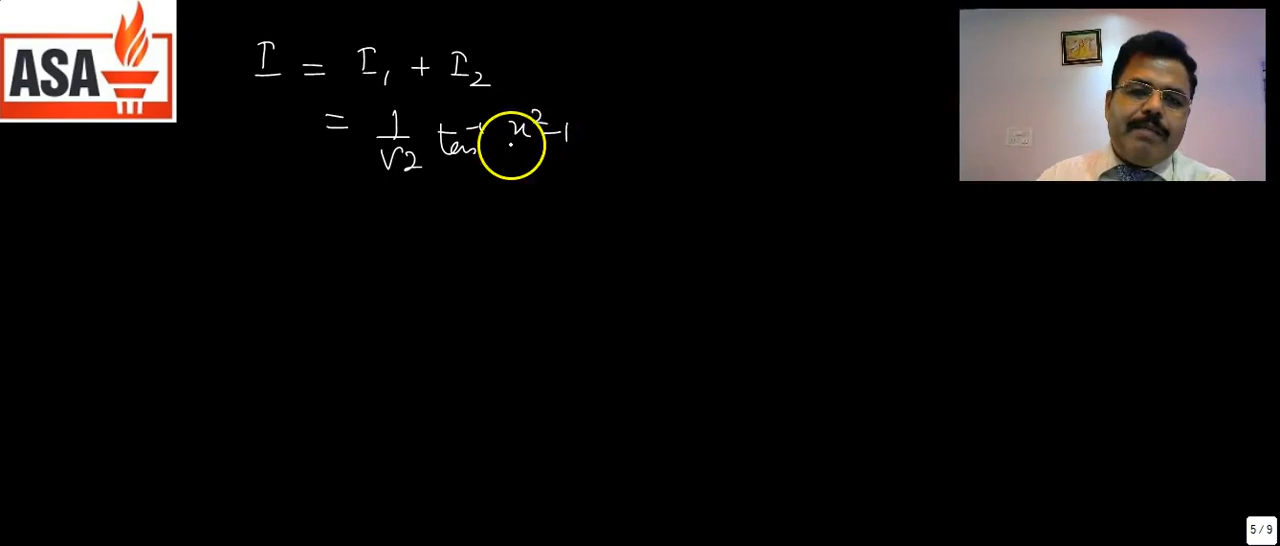 ASA
I = I₁ + I₂
= 1/√2 tan⁻¹ x²-1
5 / 9